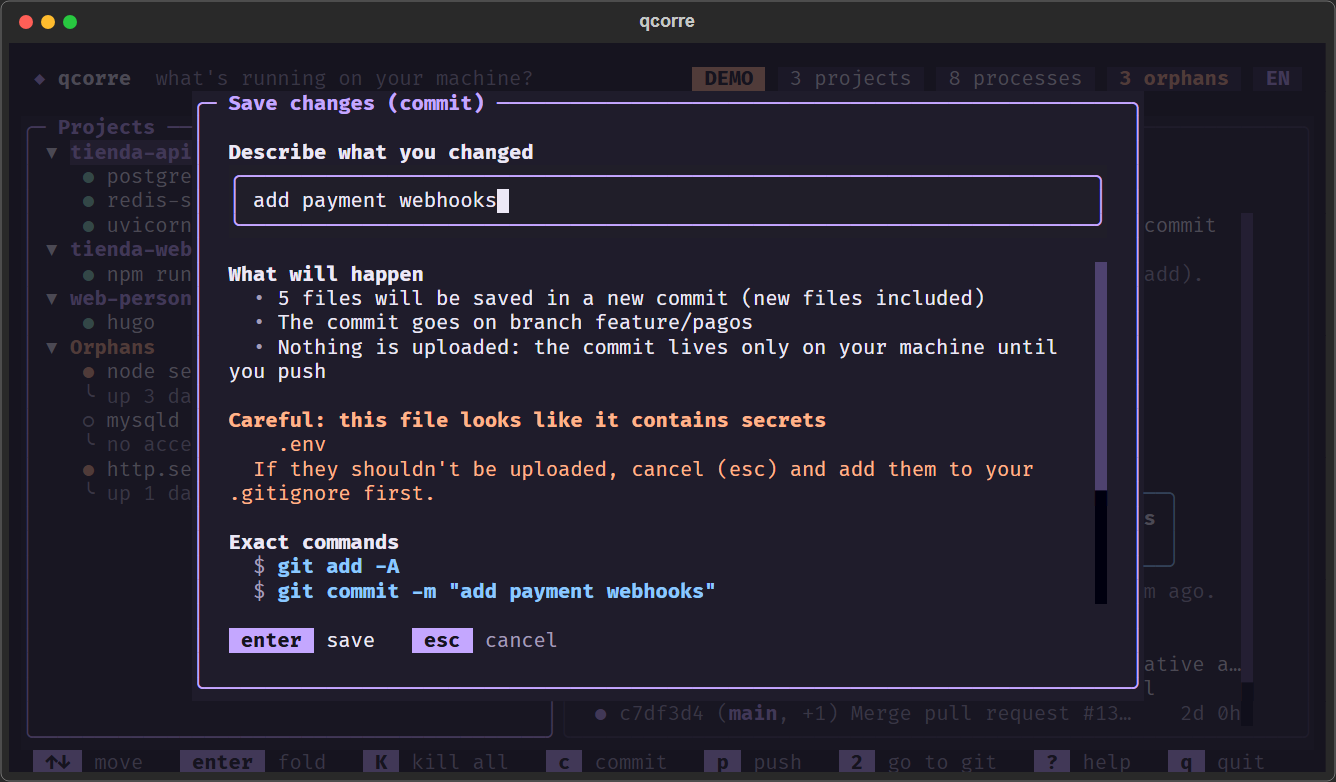 qcorre
◆ qcorre what's running on your machine? DEMO 3 projects 8 processes 3 orphans EN
Save changes (commit)
Projects
Describe what you changed
▼ tienda-api
● postgre
add payment webhooks
● redis-s
● uvicorn
commit
▼ tienda-web
What will happen
● npm run
add).
• 5 files will be saved in a new commit (new files included)
▼ web-person
• The commit goes on branch feature/pagos
● hugo
• Nothing is uploaded: the commit lives only on your machine until
you push
▼ Orphans
● node se
up 3 da
Careful: this file looks like it contains secrets
○ mysqld
.env
no acce
If they shouldn't be uploaded, cancel (esc) and add them to your
.gitignore first.
● http.se
up 1 da
s
Exact commands
$ git add -A
$ git commit -m "add payment webhooks"
m ago.
enter save esc cancel
ative a…
l
● c7df3d4 (main, +1) Merge pull request #13… 2d 0h
↑↓ move enter fold K kill all c commit p push 2 go to git ? help q quit